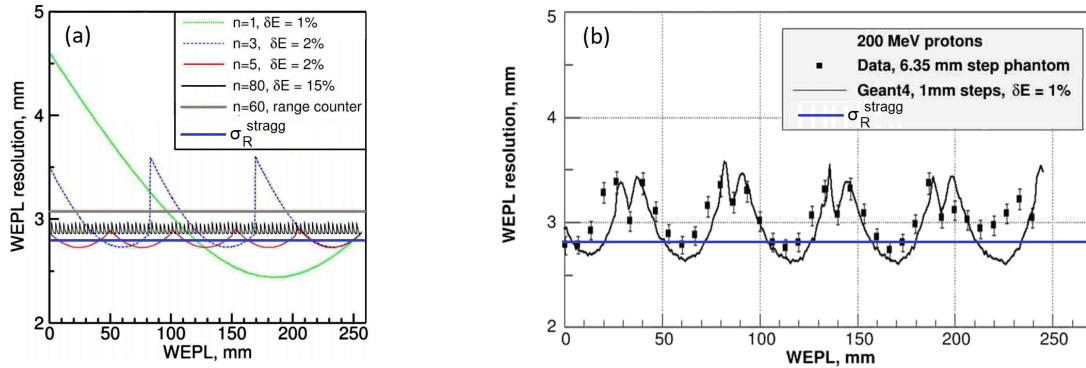 (a)
n=1, δE = 1%
n=3, δE = 2%
n=5, δE = 2%
n=80, δE = 15%
n=60, range counter
σ_R^stragg
WEPL resolution, mm
5
4
3
2
0 50 100 150 200 250
WEPL, mm
(b)
200 MeV protons
Data, 6.35 mm step phantom
Geant4, 1mm steps, δE = 1%
σ_R^stragg
WEPL resolution, mm
5
4
3
2
0 50 100 150 200 250
WEPL, mm